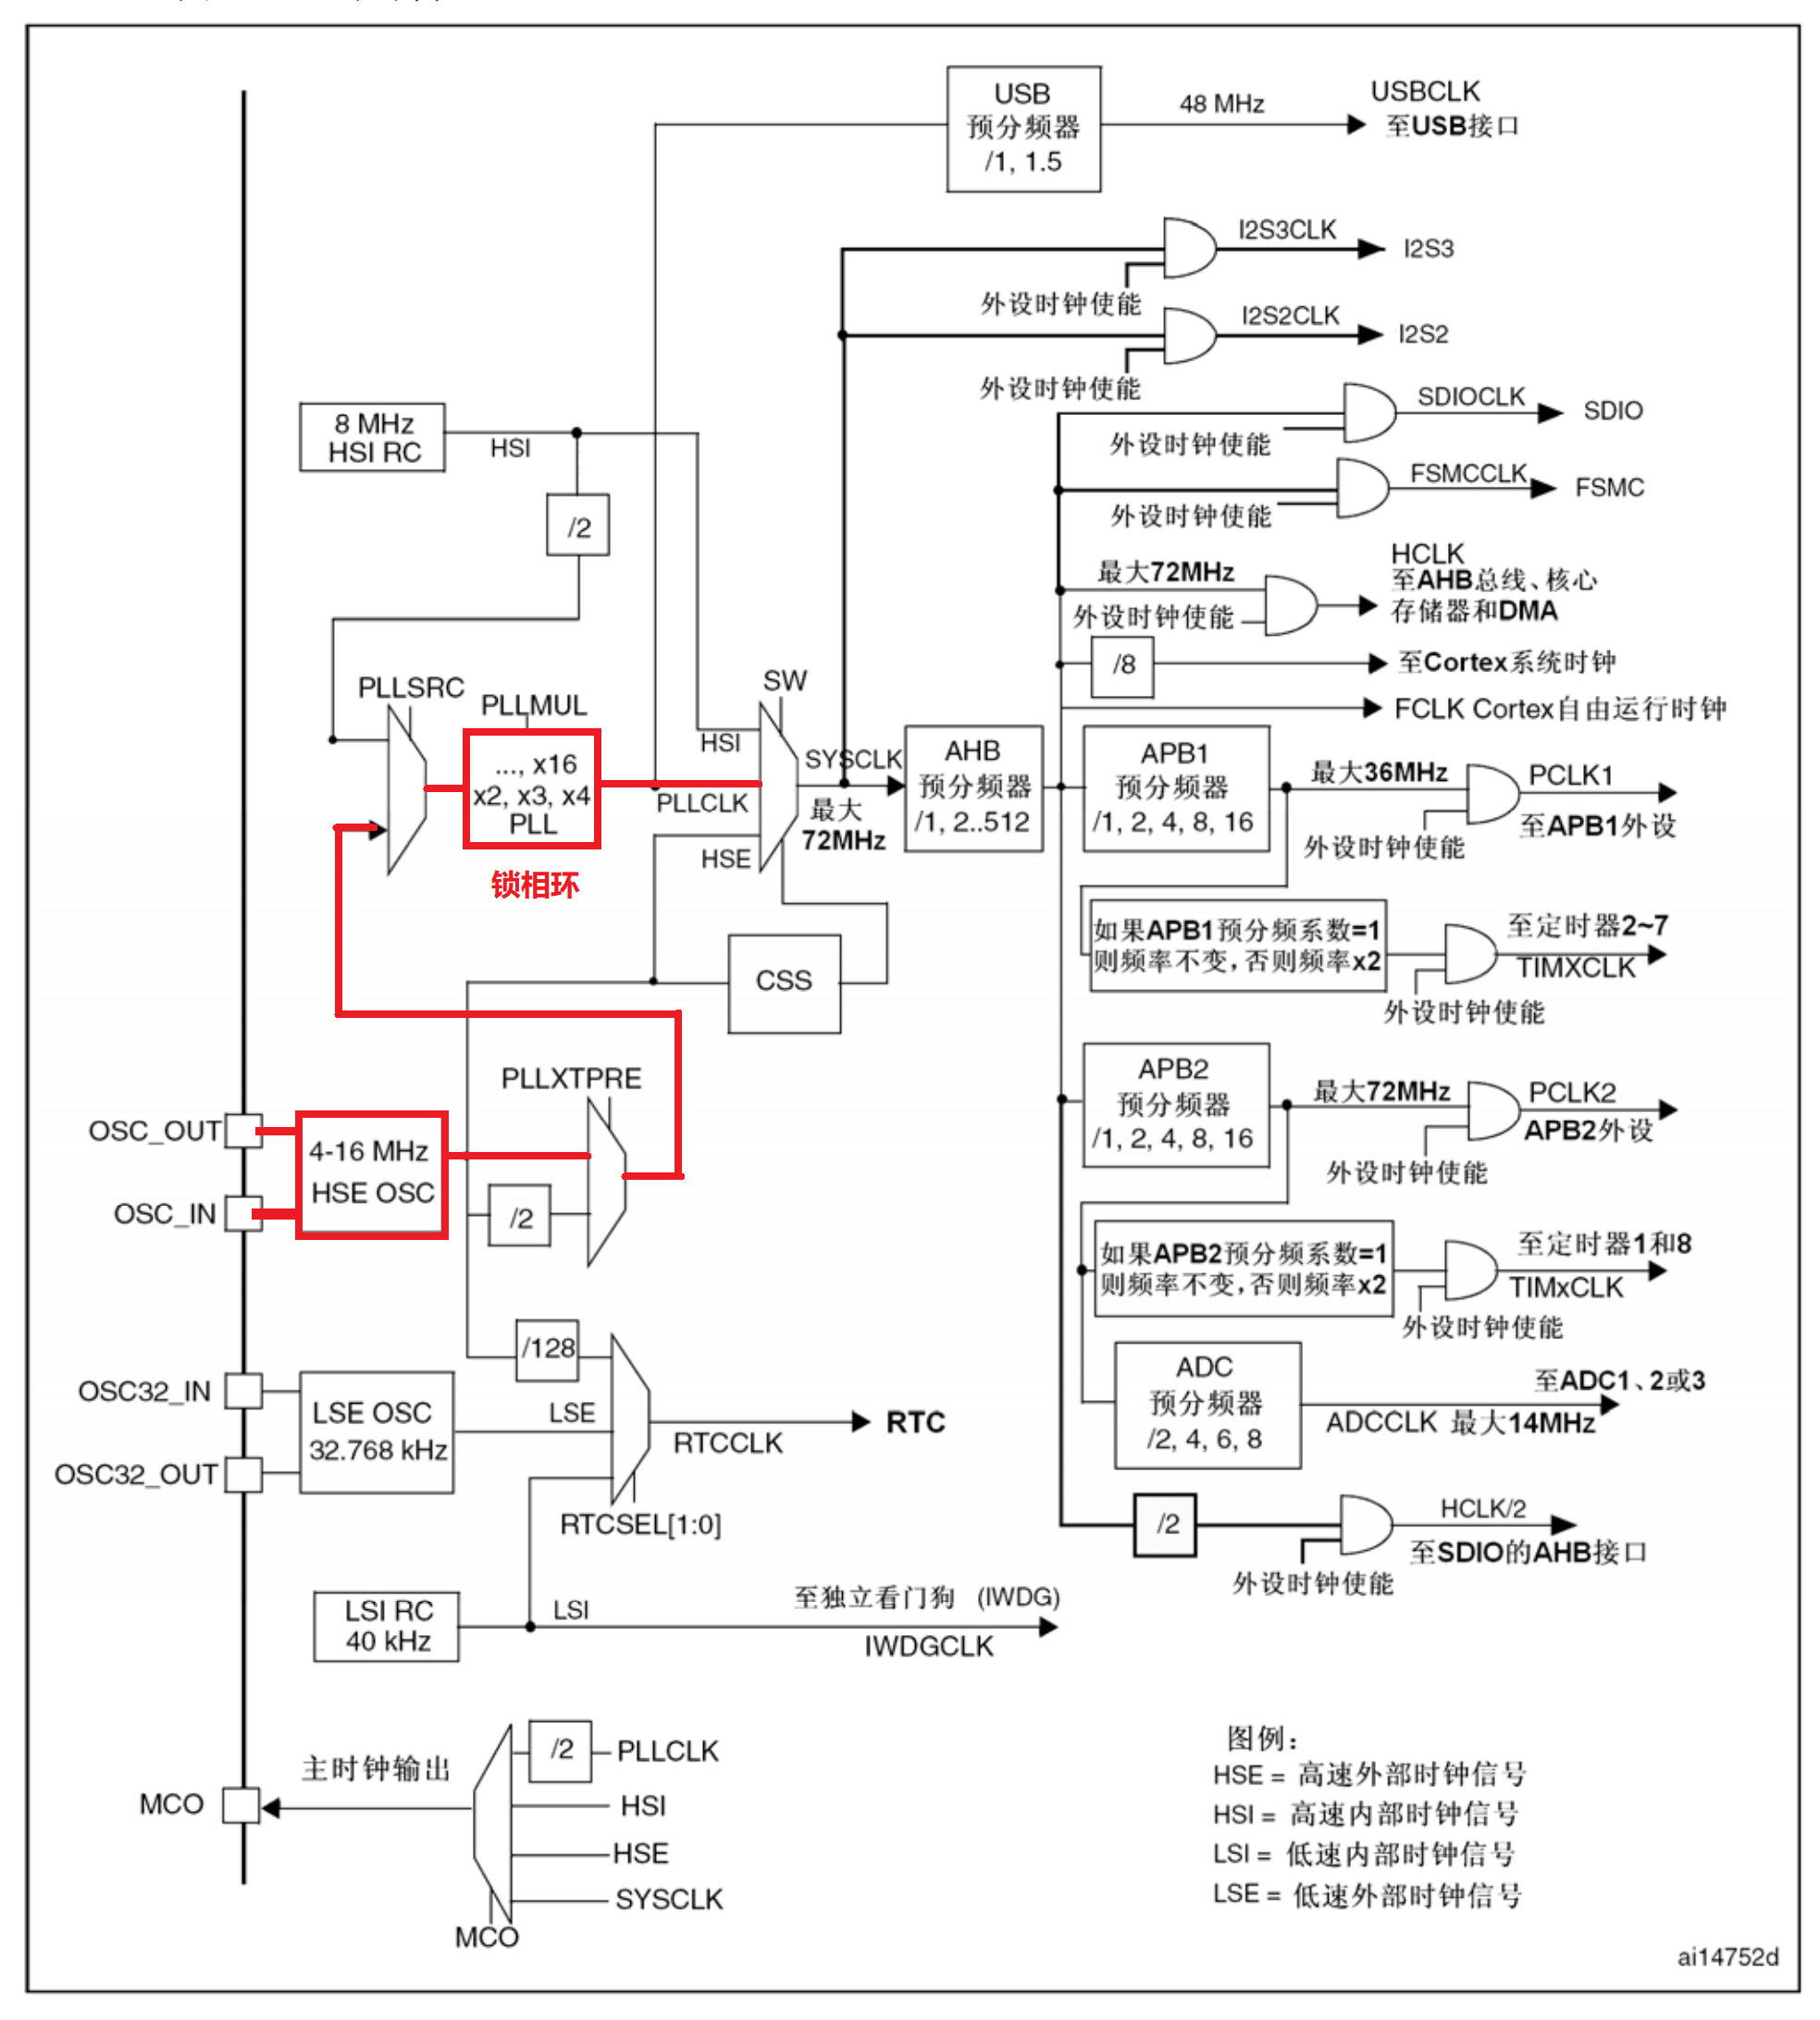 USB
预分频器
/1, 1.5
48 MHz
USBCLK
至USB接口
I2S3CLK
I2S3
外设时钟使能
I2S2CLK
I2S2
外设时钟使能
SDIOCLK
SDIO
外设时钟使能
FSMCCLK
FSMC
外设时钟使能
8 MHz
HSI RC
HSI
/2
最大72MHz
外设时钟使能
HCLK
至AHB总线、核心
存储器和DMA
/8
至Cortex系统时钟
FCLK Cortex自由运行时钟
PLLSRC
PLLMUL
..., x16
x2, x3, x4
PLL
锁相环
SW
HSI
PLLCLK
HSE
SYSCLK
最大
72MHz
AHB
预分频器
/1, 2..512
APB1
预分频器
/1, 2, 4, 8, 16
最大36MHz
外设时钟使能
PCLK1
至APB1外设
如果APB1预分频系数=1
则频率不变，否则频率x2
至定时器2~7
TIMXCLK
外设时钟使能
CSS
PLLXTPRE
OSC_OUT
OSC_IN
4-16 MHz
HSE OSC
/2
APB2
预分频器
/1, 2, 4, 8, 16
最大72MHz
外设时钟使能
PCLK2
APB2外设
如果APB2预分频系数=1
则频率不变，否则频率x2
至定时器1和8
TIMxCLK
外设时钟使能
/128
OSC32_IN
OSC32_OUT
LSE OSC
32.768 kHz
LSE
RTCCLK
RTC
RTCSEL[1:0]
ADC
预分频器
/2, 4, 6, 8
至ADC1、2或3
ADCCLK 最大14MHz
/2
HCLK/2
至SDIO的AHB接口
外设时钟使能
LSI RC
40 kHz
LSI
至独立看门狗 (IWDG)
IWDGCLK
主时钟输出
MCO
/2
PLLCLK
HSI
HSE
SYSCLK
MCO
图例：
HSE = 高速外部时钟信号
HSI = 高速内部时钟信号
LSI = 低速内部时钟信号
LSE = 低速外部时钟信号
ai14752d